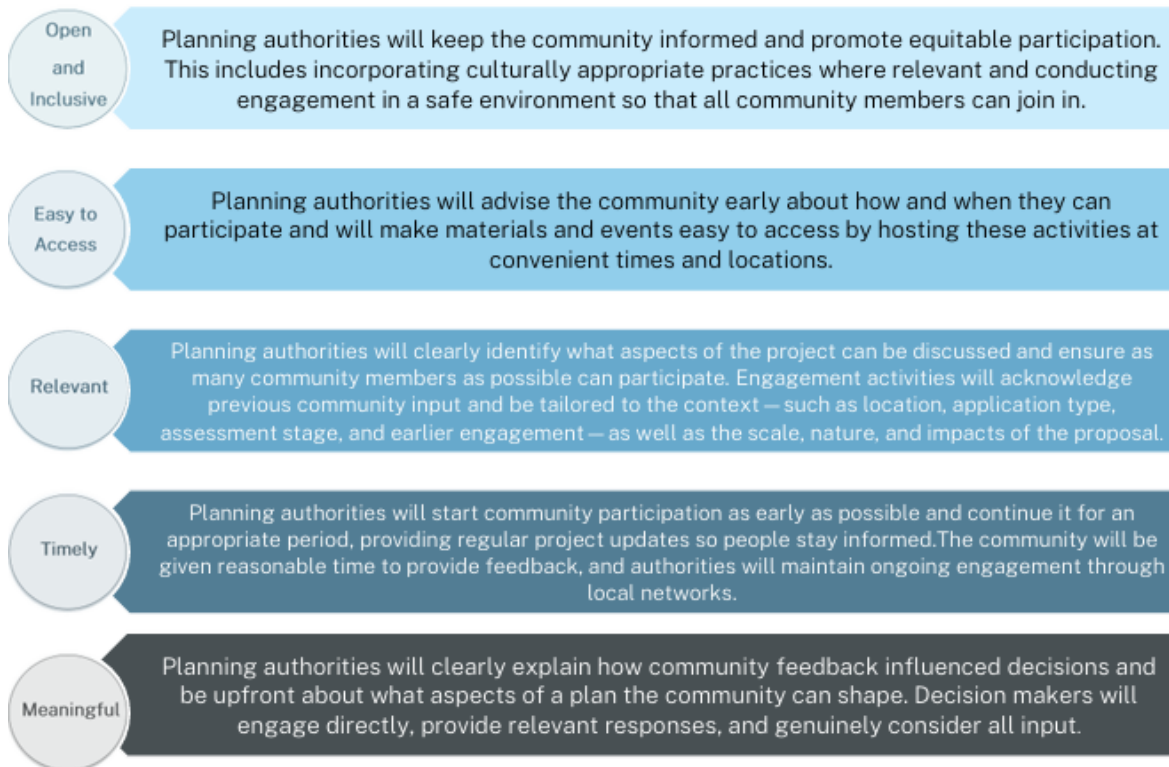 Open
and
Inclusive
Planning authorities will keep the community informed and promote equitable participation.
This includes incorporating culturally appropriate practices where relevant and conducting
engagement in a safe environment so that all community members can join in.
Easy to
Access
Planning authorities will advise the community early about how and when they can
participate and will make materials and events easy to access by hosting these activities at
convenient times and locations.
Relevant
Planning authorities will clearly identify what aspects of the project can be discussed and ensure as
many community members as possible can participate. Engagement activities will acknowledge
previous community input and be tailored to the context—such as location, application type,
assessment stage, and earlier engagement—as well as the scale, nature, and impacts of the proposal.
Timely
Planning authorities will start community participation as early as possible and continue it for an
appropriate period, providing regular project updates so people stay informed.The community will be
given reasonable time to provide feedback, and authorities will maintain ongoing engagement through
local networks.
Meaningful
Planning authorities will clearly explain how community feedback influenced decisions and
be upfront about what aspects of a plan the community can shape. Decision makers will
engage directly, provide relevant responses, and genuinely consider all input.